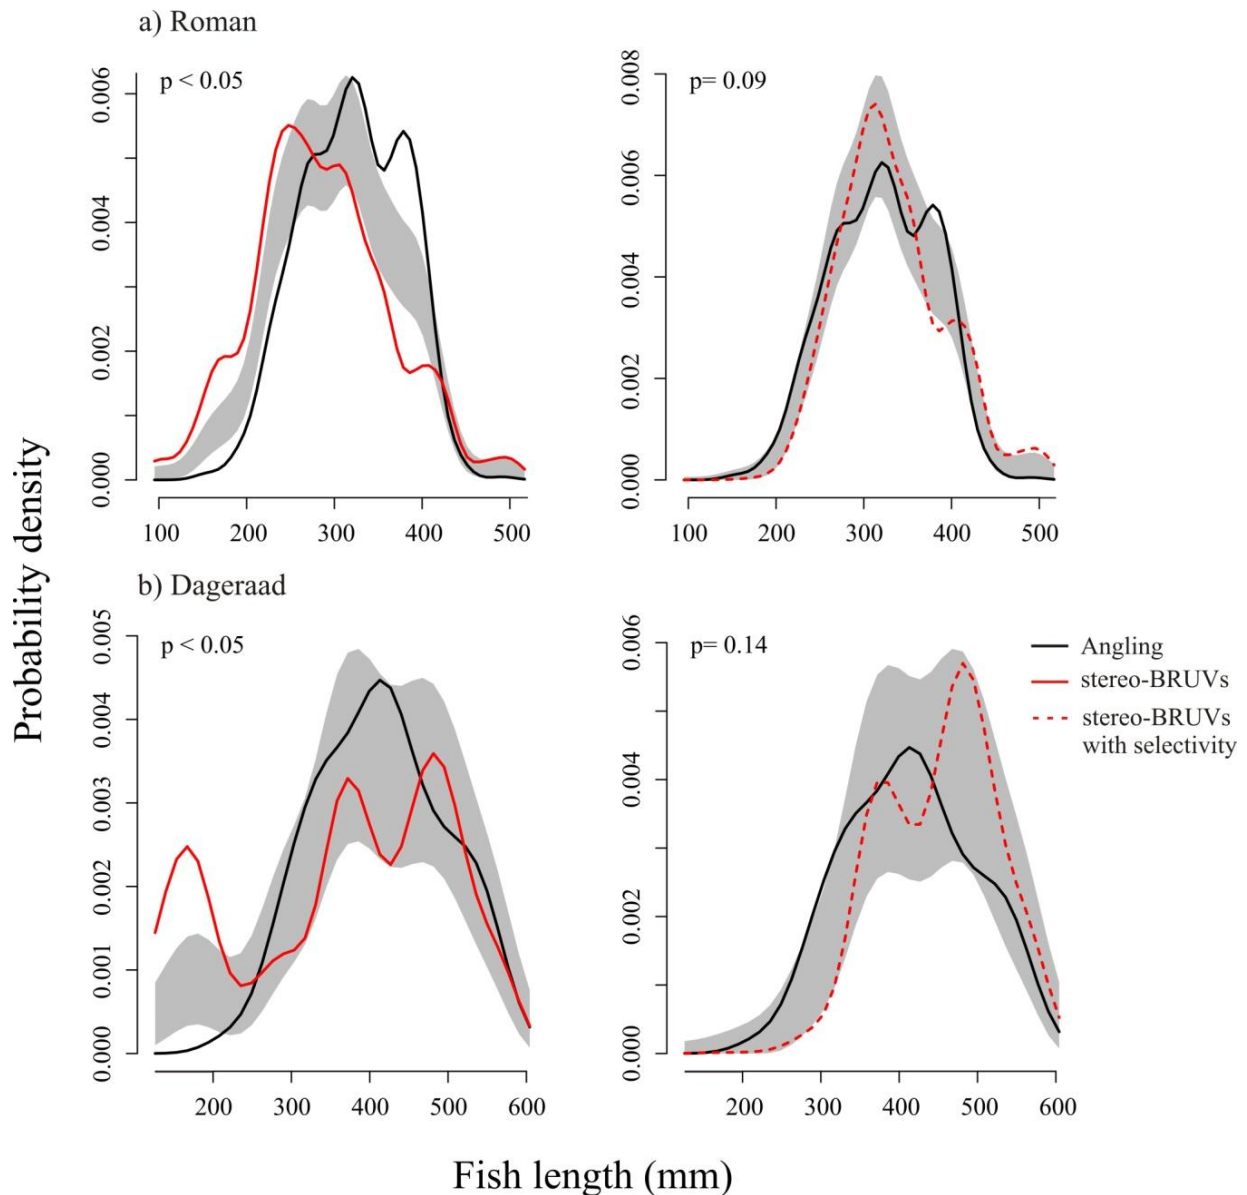 a) Roman
p < 0.05
p= 0.09
0.000
0.002
0.004
0.006
0.000
0.002
0.004
0.006
0.008
100 200 300 400 500
100 200 300 400 500
Probability density
b) Dageraad
p < 0.05
p= 0.14
0.000
0.001
0.002
0.003
0.004
0.005
0.000
0.002
0.004
0.006
Angling
stereo-BRUVs
stereo-BRUVs
with selectivity
200 300 400 500 600
200 300 400 500 600
Fish length (mm)